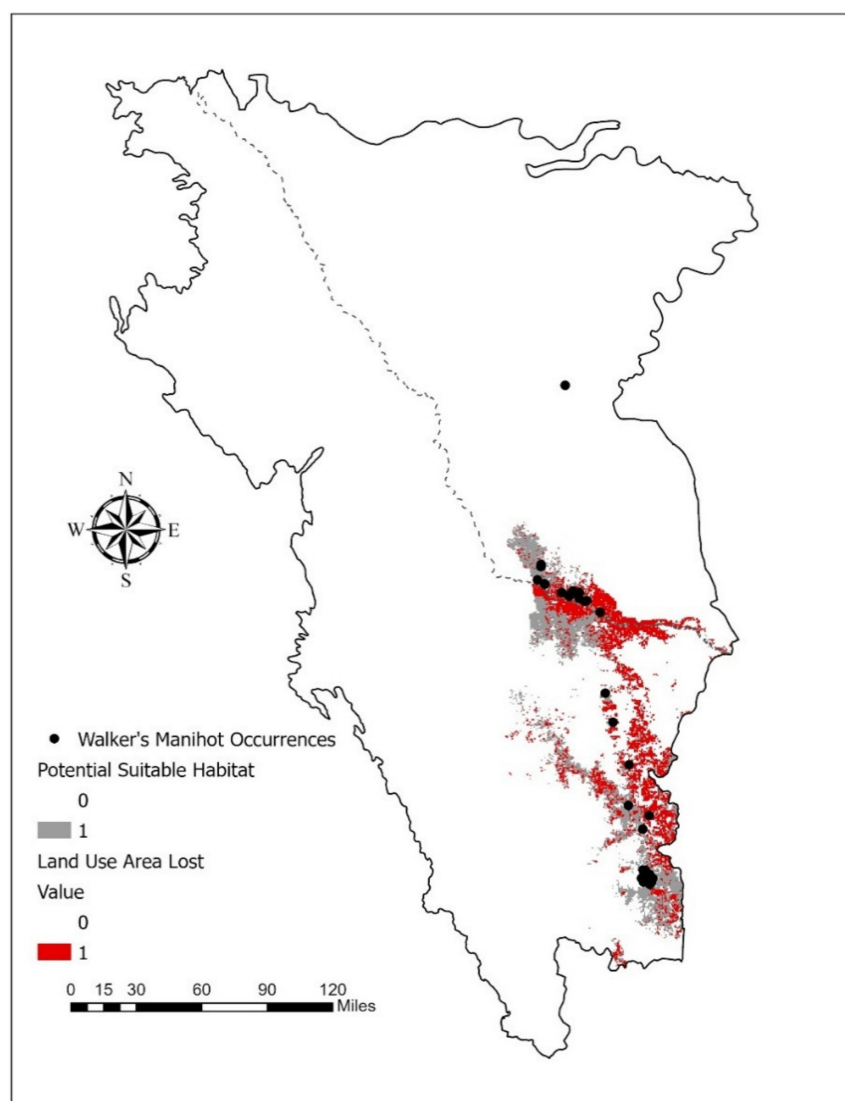 N
W E
S
Walker's Manihot Occurrences
Potential Suitable Habitat
0
1
Land Use Area Lost
Value
0
1
0 15 30 60 90 120
Miles